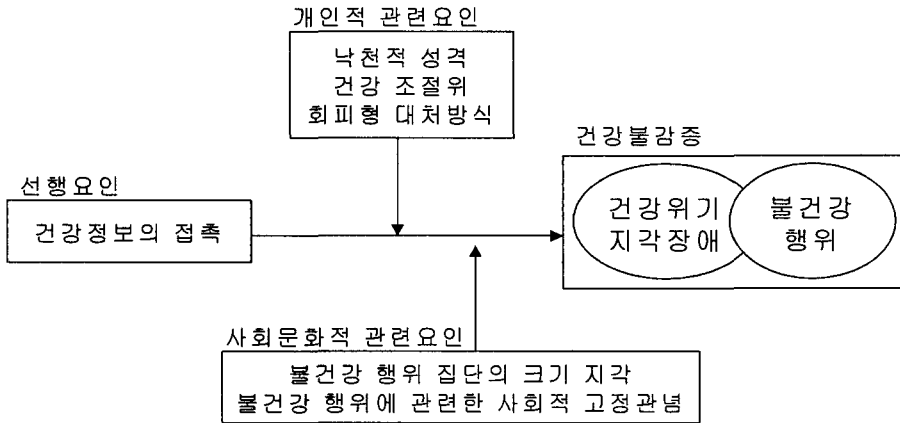 개인적 관련요인
낙천적 성격
건강 조절위
회피형 대처방식
건강불감증
선행요인
건강정보의 접촉
건강위기
지각장애
불건강
행위
사회문화적 관련요인
불건강 행위 집단의 크기 지각
불건강 행위에 관련한 사회적 고정관념